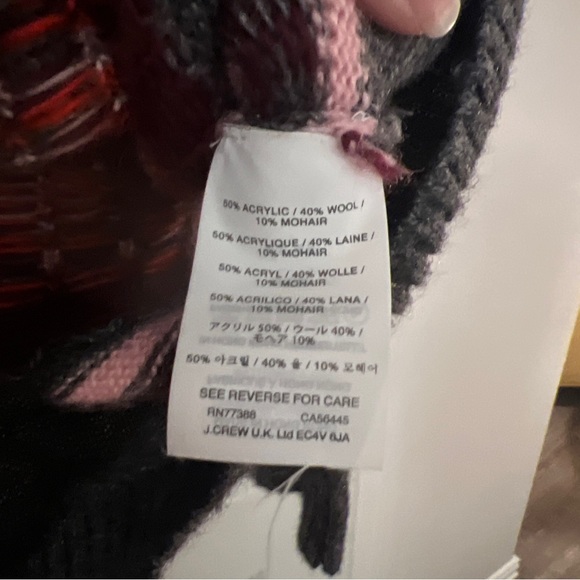 50% ACRYLIC / 40% WOOL /
10% MOHAIR
50% ACRYLIQUE / 40% LAINE /
10% MOHAIR
50% ACRYL / 40% WOLLE /
10% MOHAIR
50% ACRILICO / 40% LANA /
10% MOHAIR
アクリル 50% / ウール 40% /
モヘア 10%
50% 아크릴 / 40% 울 / 10% 모헤어
SEE REVERSE FOR CARE
RN77388 CA56445
J.CREW U.K. Ltd EC4V 6JA